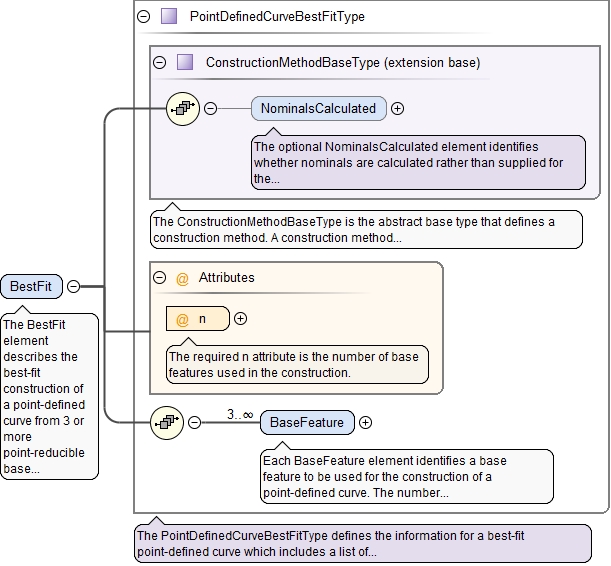 PointDefinedCurveBestFitType
ConstructionMethodBaseType (extension base)
NominalsCalculated
The optional NominalsCalculated element identifies
whether nominals are calculated rather than supplied for
the...
The ConstructionMethodBaseType is the abstract base type that defines a
construction method. A construction method...
@ Attributes
@ n
The required n attribute is the number of base
features used in the construction.
BestFit
The BestFit
element
describes the
best-fit
construction of
a point-defined
curve from 3 or
more
point-reducible
base...
3..∞
BaseFeature
Each BaseFeature element identifies a base
feature to be used for the construction of a
point-defined curve. The number...
The PointDefinedCurveBestFitType defines the information for a best-fit
point-defined curve which includes a list of...